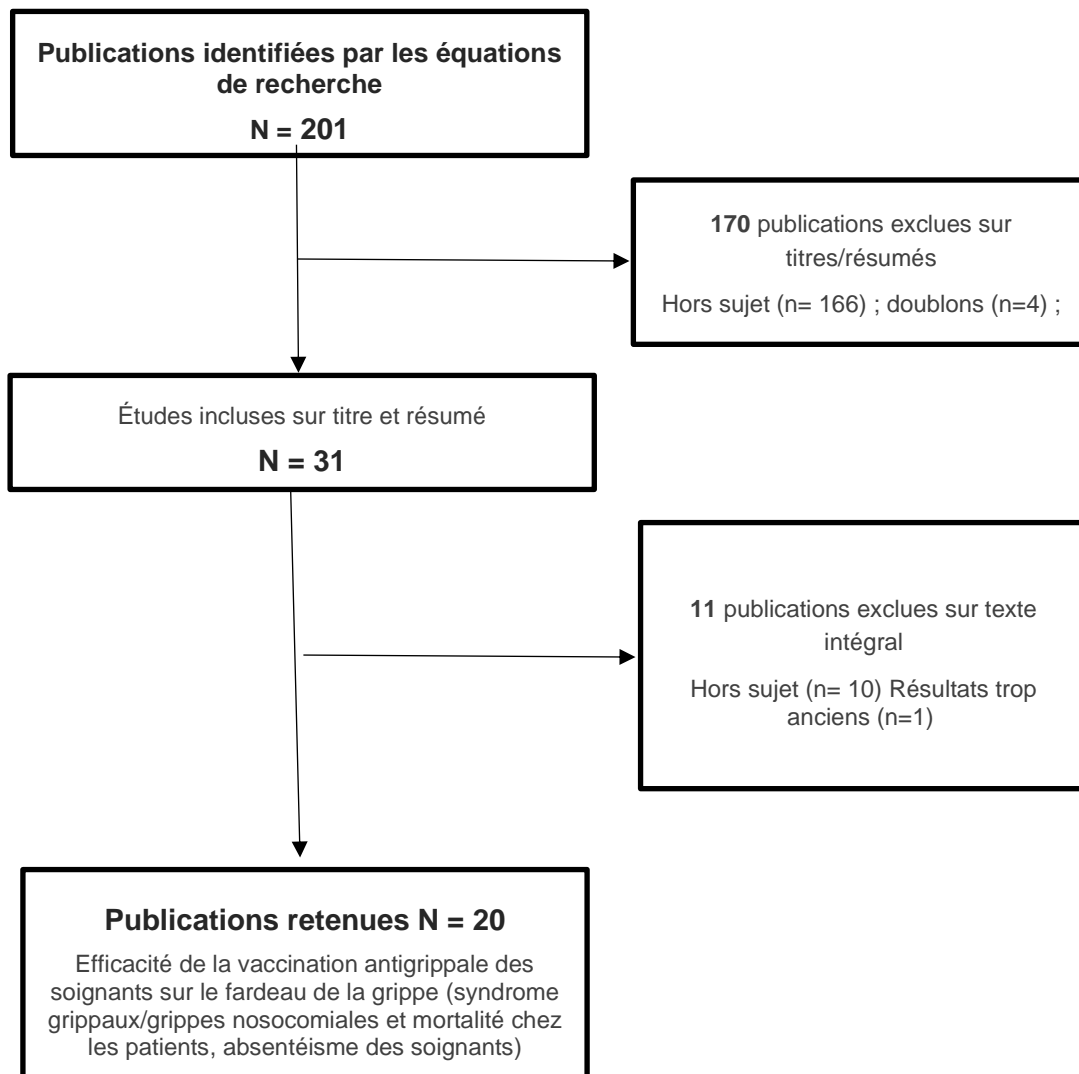 Publications identifiées par les équations
de recherche
N = 201
170 publications exclues sur
titres/résumés
Hors sujet (n= 166) ; doublons (n=4) ;
Études incluses sur titre et résumé
N = 31
11 publications exclues sur texte
intégral
Hors sujet (n= 10) Résultats trop
anciens (n=1)
Publications retenues N = 20
Efficacité de la vaccination antigrippale des
soignants sur le fardeau de la grippe (syndrome
grippaux/grippes nosocomiales et mortalité chez
les patients, absentéisme des soignants)